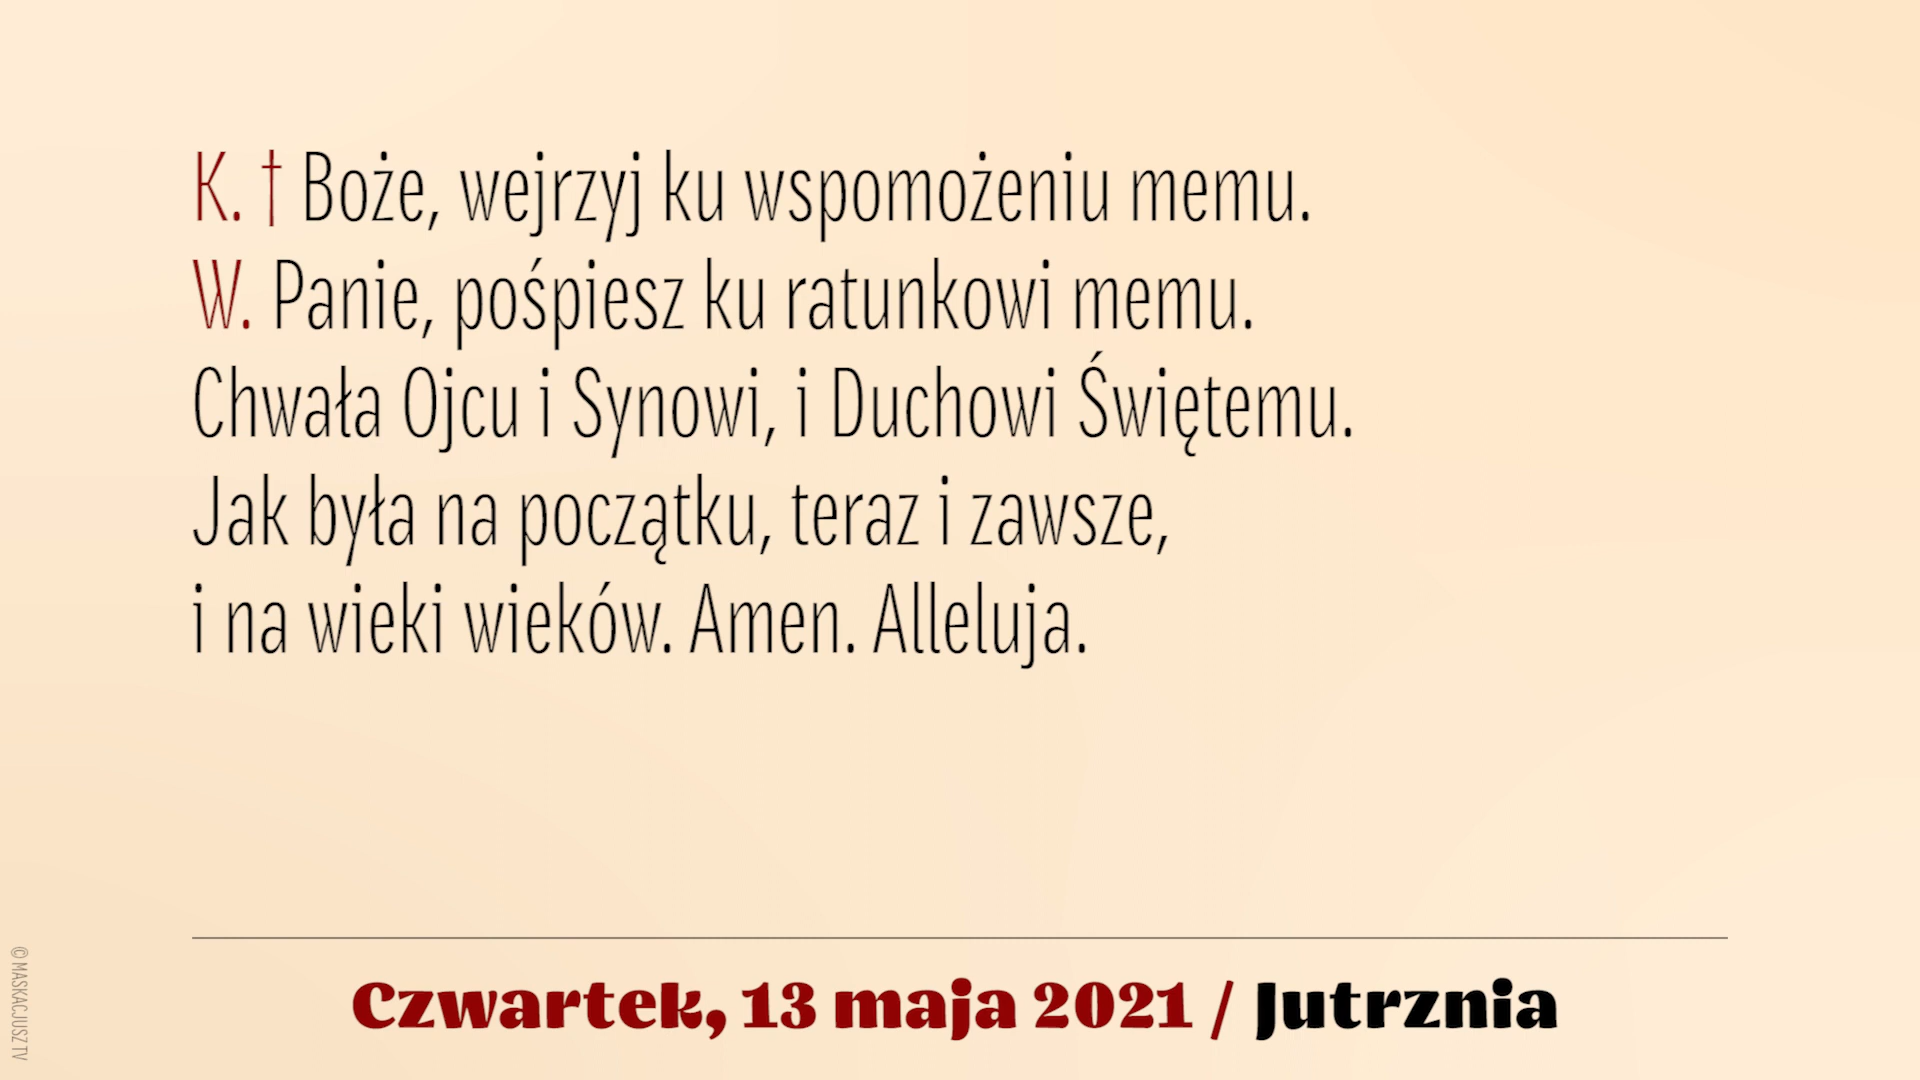 K. † Boże, wejrzyj ku wspomożeniu memu.
W. Panie, pośpiesz ku ratunkowi memu.
Chwała Ojcu i Synowi, i Duchowi Świętemu.
Jak była na początku, teraz i zawsze,
i na wieki wieków. Amen. Alleluja.
Czwartek, 13 maja 2021 / Jutrznia
© MASKACJUSZ TV